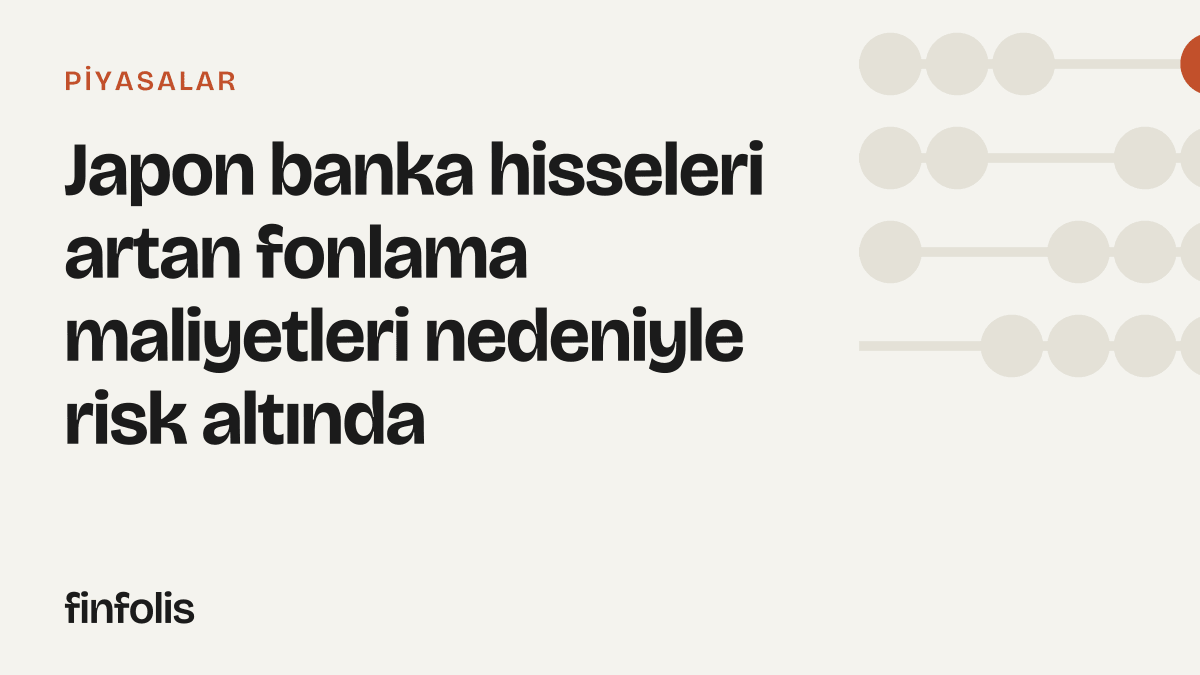 PİYASALAR
Japon banka hisseleri
artan fonlama
maliyetleri nedeniyle
risk altında
finfolis